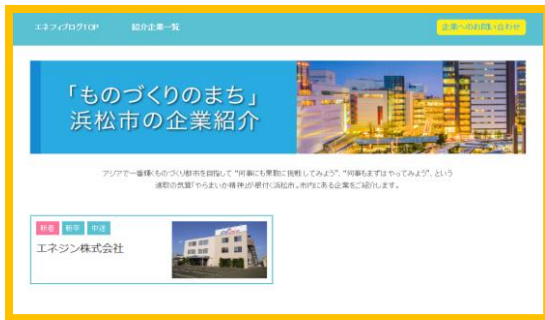 エネフィブログTOP 紹介企業一覧 企業へのお問い合わせ
「ものづくりのまち」
浜松市の企業紹介
アジアで一番輝くものづくり都市を目指して "何事にも果敢に挑戦してみよう"、"何事もまずはやってみよう"、という
進取の気質「やらまいか精神」が根付く浜松市。市内にある企業をご紹介します。
新着 新卒 中途
エネジン株式会社